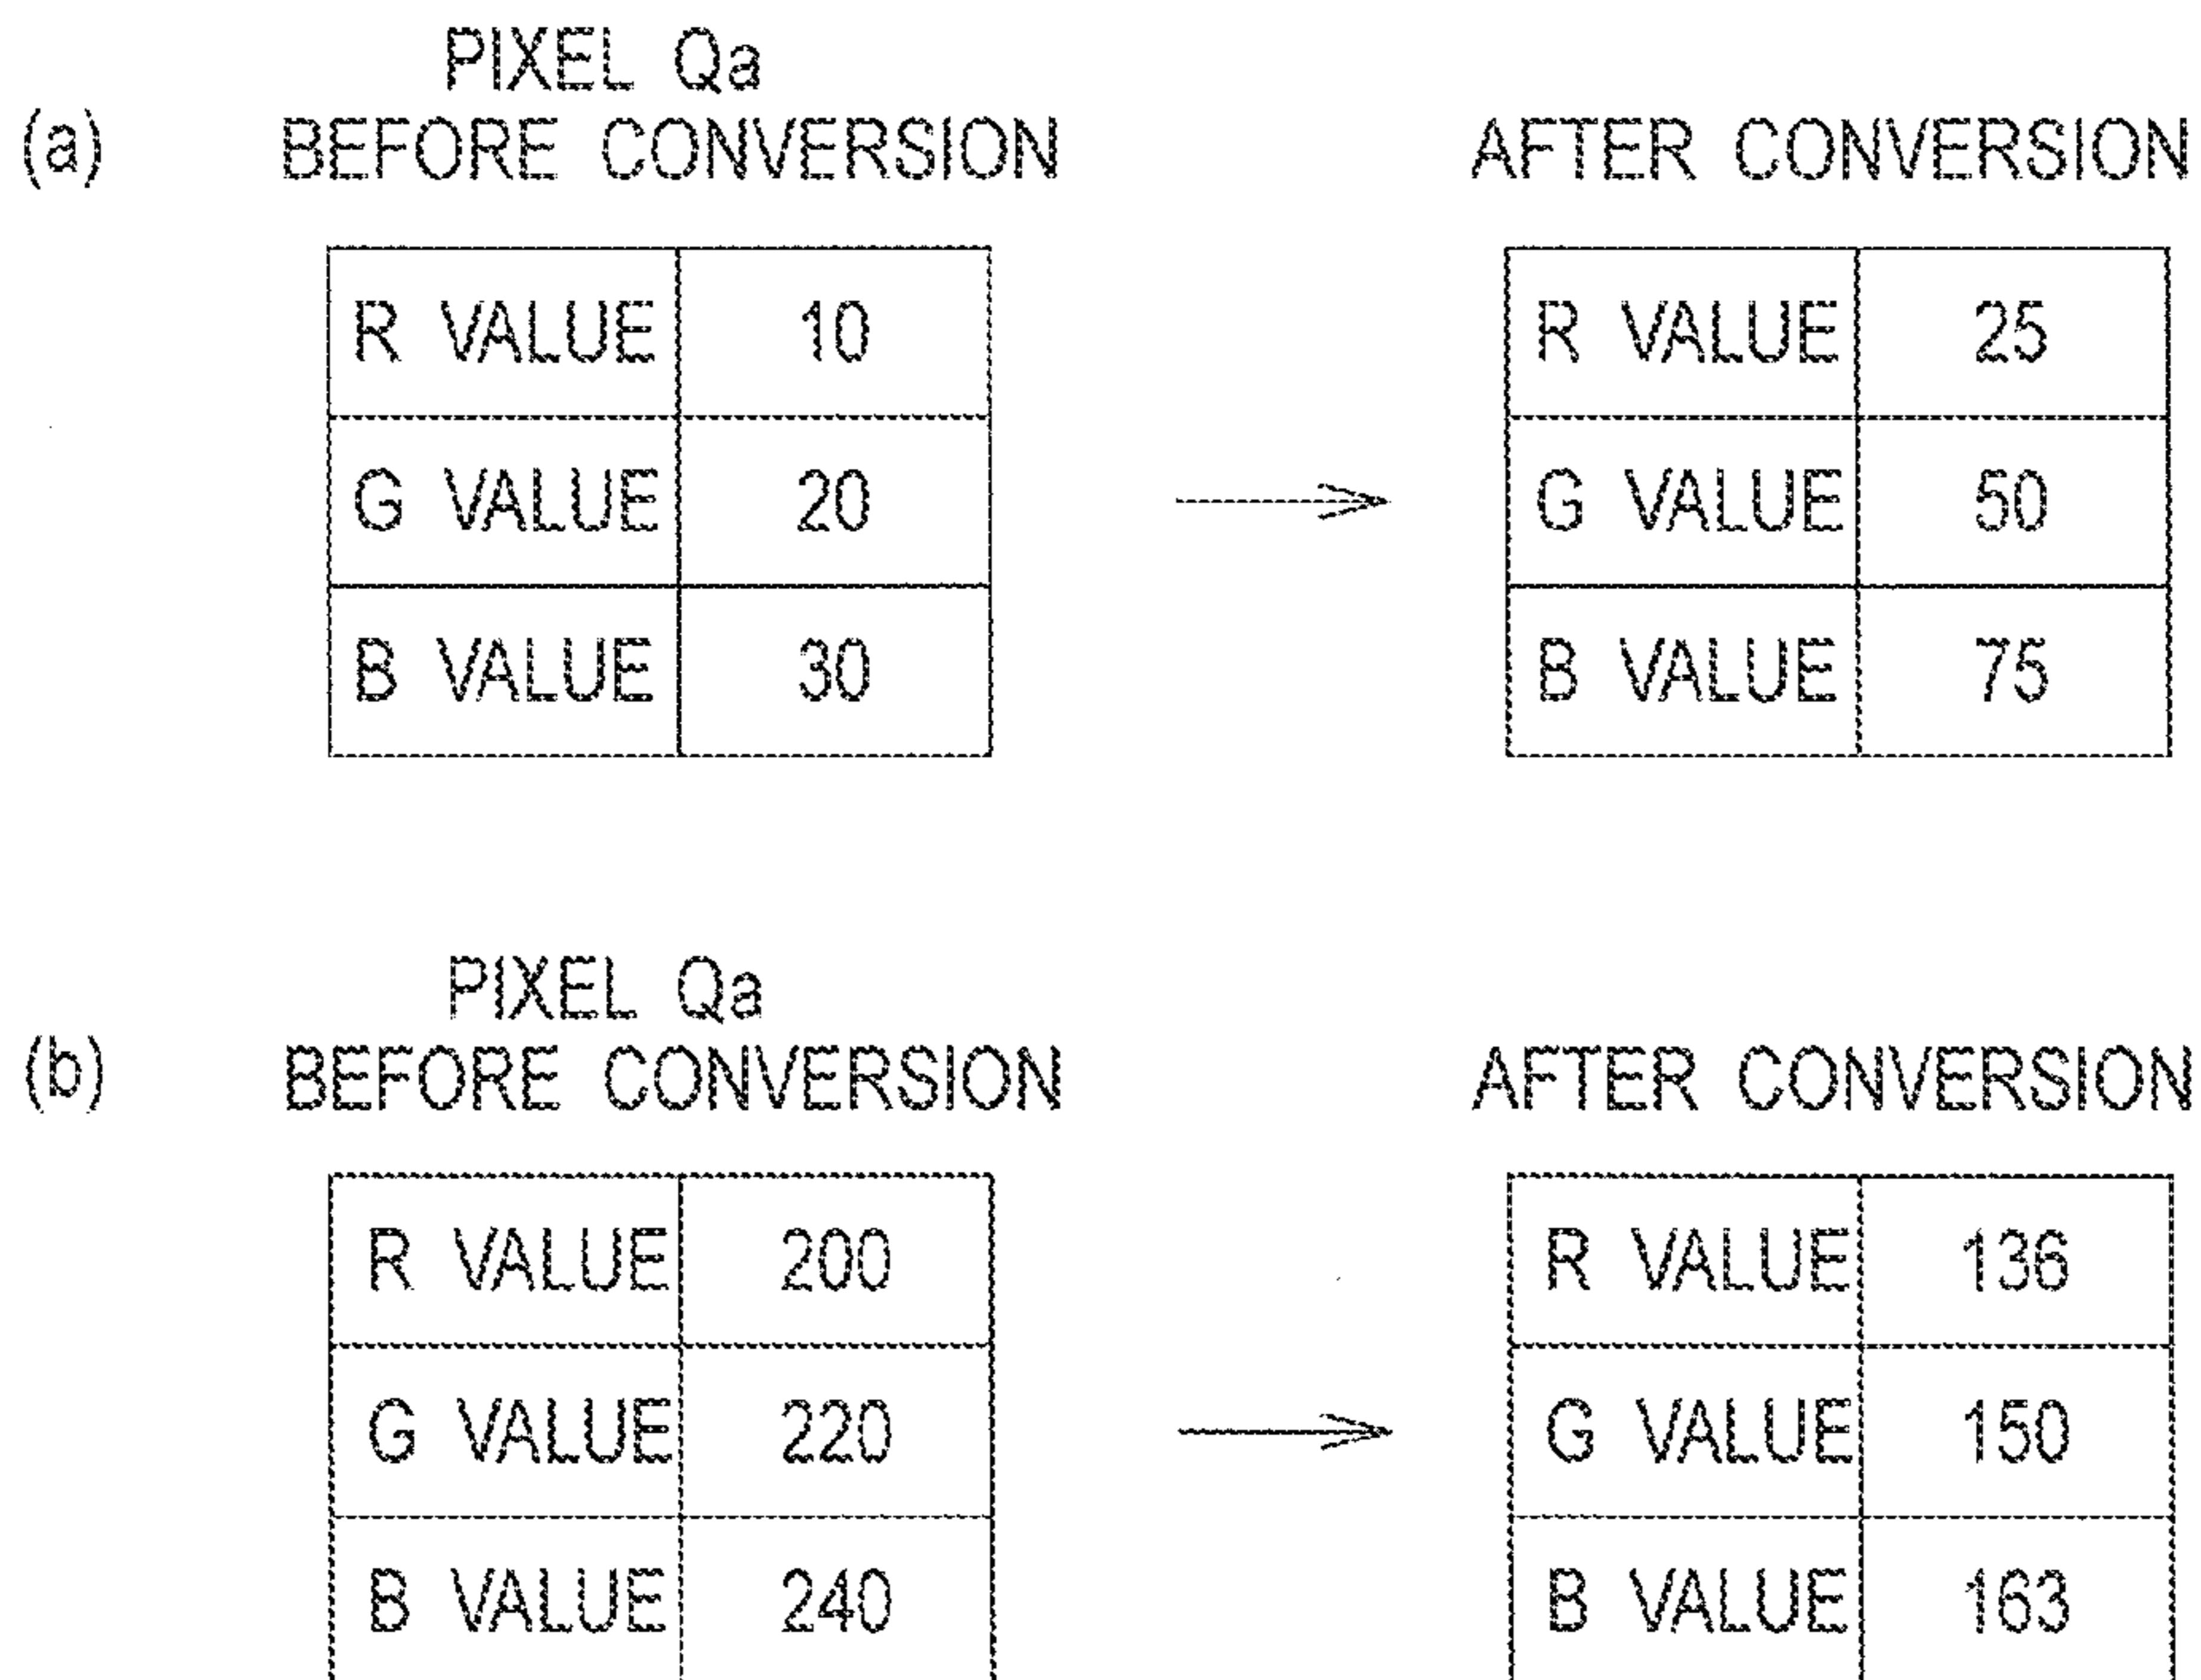 PIXEL Qa
(a) BEFORE CONVERSION AFTER CONVERSION
R VALUE 10 R VALUE 25
G VALUE 20 G VALUE 50
B VALUE 30 B VALUE 75
PIXEL Qa
(b) BEFORE CONVERSION AFTER CONVERSION
R VALUE 200 R VALUE 136
G VALUE 220 G VALUE 150
B VALUE 240 B VALUE 163